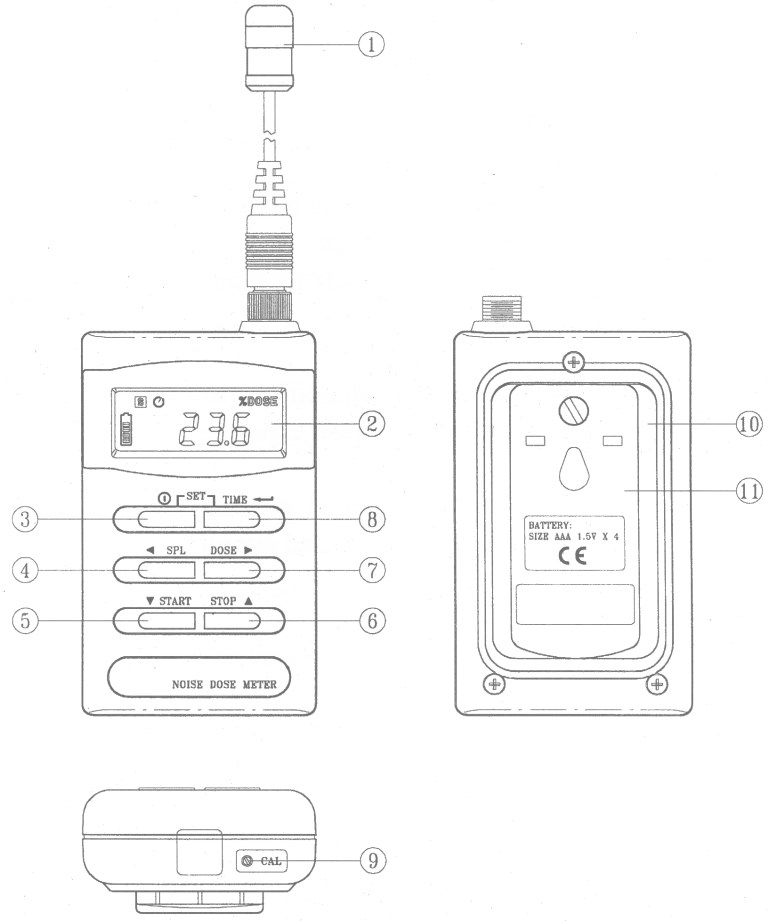 1
%DOSE
23.6
2
10
11
SET
TIME
3
8
SPL
DOSE
4
7
START
STOP
5
6
BATTERY:
SIZE AAA 1.5V X 4
CE
NOISE DOSE METER
CAL
9